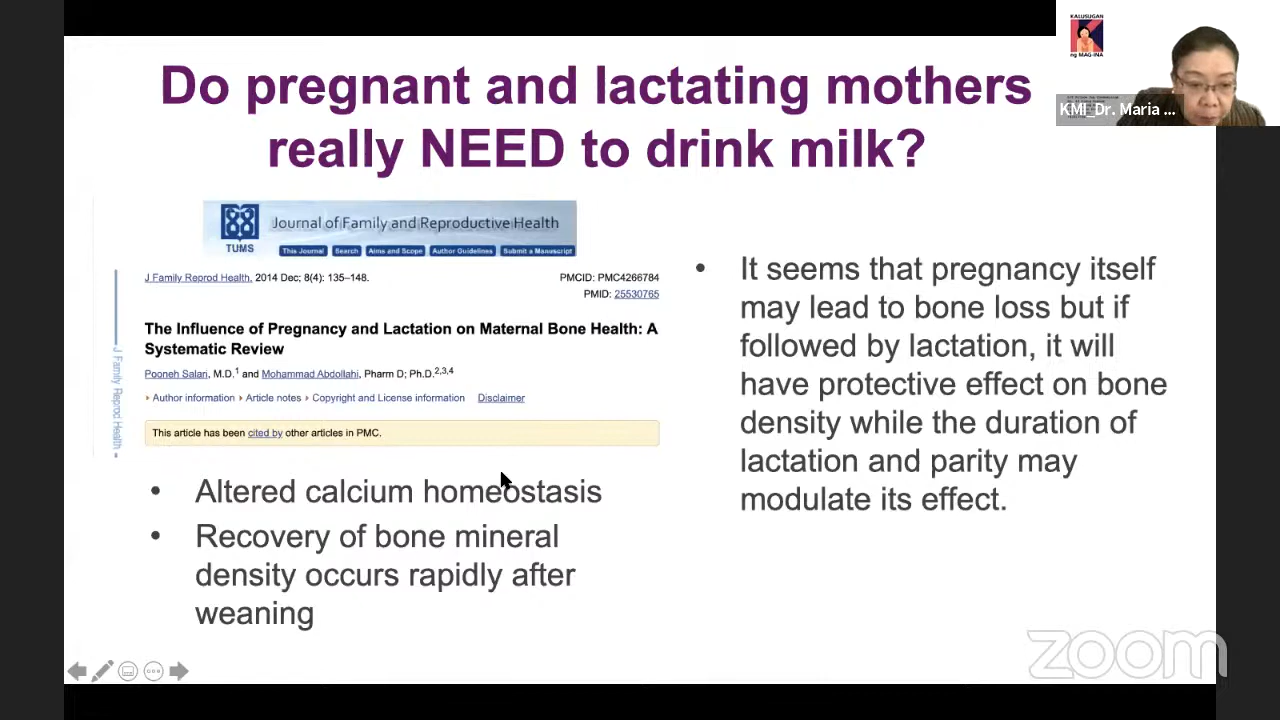 Do pregnant and lactating mothers
really NEED to drink milk?
KALUSUGAN
ng MAG-INA
KMI_Dr. Maria ...
TUMS
Journal of Family and Reproductive Health
This Journal
Search
Aims and Scope
Author Guidelines
Submit a Manuscript
J Family Reprod Health. 2014 Dec; 8(4): 135–148.
PMCID: PMC4266784
PMID: 25530765
The Influence of Pregnancy and Lactation on Maternal Bone Health: A
Systematic Review
Pooneh Salari, M.D.1 and Mohammad Abdollahi, Pharm D; Ph.D.2,3,4
Author information
Article notes
Copyright and License information
Disclaimer
This article has been cited by other articles in PMC.
J Family Reprod Health
• Altered calcium homeostasis
• Recovery of bone mineral
density occurs rapidly after
weaning
• It seems that pregnancy itself
may lead to bone loss but if
followed by lactation, it will
have protective effect on bone
density while the duration of
lactation and parity may
modulate its effect.
zoom